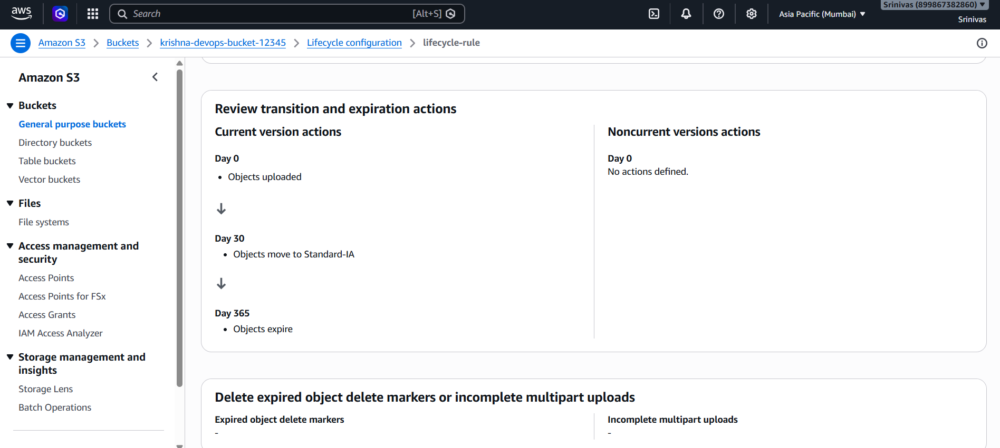 aws
Search
[Alt+S]
Asia Pacific (Mumbai)
Srinivas (899867382860)
Srinivas
Amazon S3
Buckets
krishna-devops-bucket-12345
Lifecycle configuration
lifecycle-rule
Amazon S3
Buckets
General purpose buckets
Directory buckets
Table buckets
Vector buckets
Files
File systems
Access management and
security
Access Points
Access Points for FSx
Access Grants
IAM Access Analyzer
Storage management and
insights
Storage Lens
Batch Operations
Review transition and expiration actions
Current version actions
Day 0
• Objects uploaded
Day 30
• Objects move to Standard-IA
Day 365
• Objects expire
Noncurrent versions actions
Day 0
No actions defined.
Delete expired object delete markers or incomplete multipart uploads
Expired object delete markers
-
Incomplete multipart uploads
-